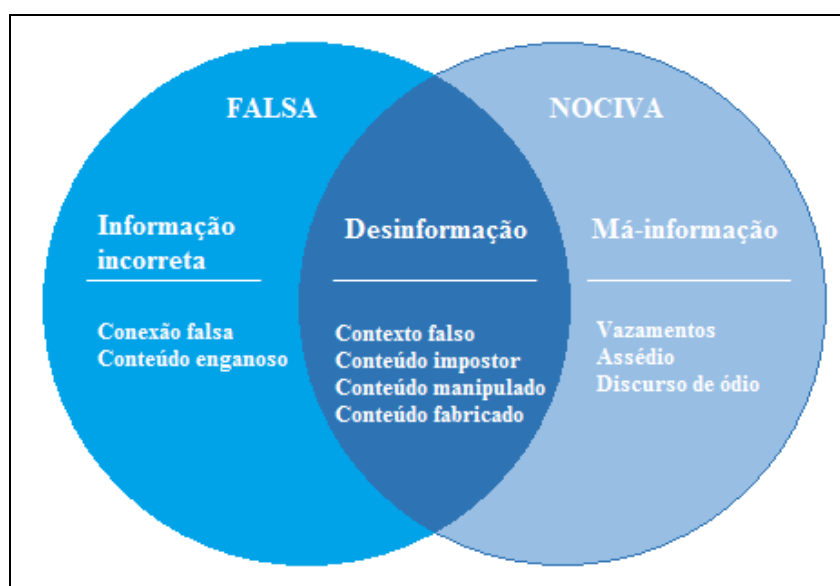 FALSA
NOCIVA
Informação
incorreta
Conexão falsa
Conteúdo enganoso
Desinformação
Contexto falso
Conteúdo impostor
Conteúdo manipulado
Conteúdo fabricado
Má-informação
Vazamentos
Assédio
Discurso de ódio